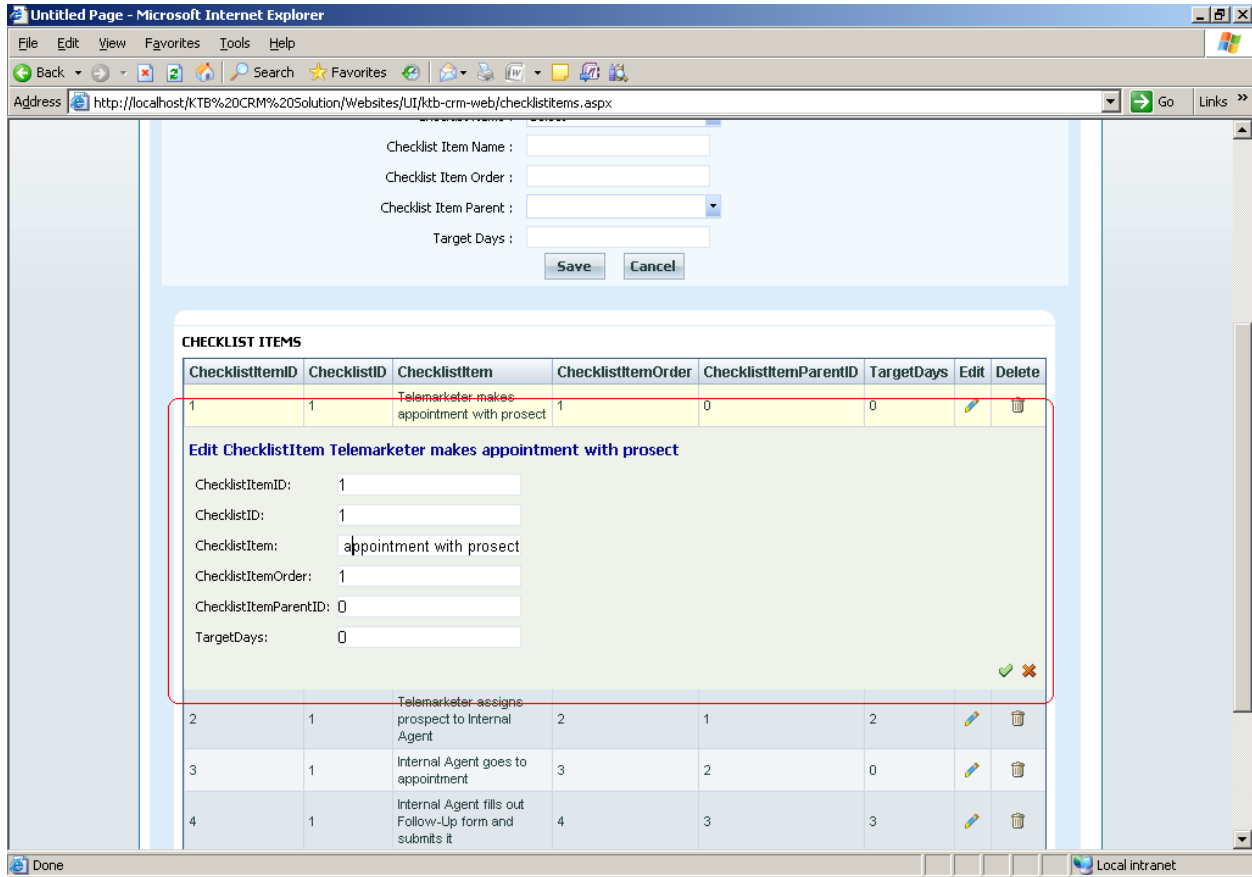 Untitled Page - Microsoft Internet Explorer
File Edit View Favorites Tools Help
Back Search Favorites
Address http://localhost/KTB%20CRM%20Solution/Websites/UI/ktb-crm-web/checklistitems.aspx Go Links »
Checklist Item Name :
Checklist Item Order :
Checklist Item Parent :
Target Days :
Save Cancel
CHECKLIST ITEMS
ChecklistItemID ChecklistID ChecklistItem ChecklistItemOrder ChecklistItemParentID TargetDays Edit Delete
1 1 Telemarketer makes appointment with prosect 1 0 0
Edit ChecklistItem Telemarketer makes appointment with prosect
ChecklistItemID: 1
ChecklistID: 1
ChecklistItem: appointment with prosect
ChecklistItemOrder: 1
ChecklistItemParentID: 0
TargetDays: 0
2 1 Telemarketer assigns prospect to Internal Agent 2 1 2
3 1 Internal Agent goes to appointment 3 2 0
4 1 Internal Agent fills out Follow-Up form and submits it 4 3 3
Done Local intranet